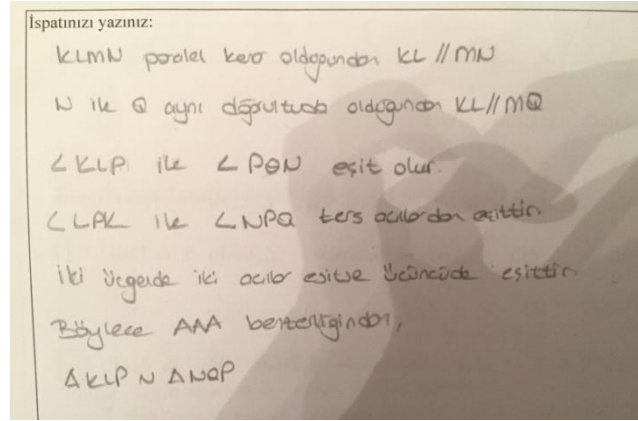 İspatınızı yazınız:
KLMN paralel kenar olduğundan KL // MN
N ile Q aynı doğrultuda olduğundan KL // MQ
∠KLP ile ∠PQN eşit olur.
∠LPK ile ∠NPQ ters açılardan eşittir.
İki üçgende iki açılar eşitse üçüncüde eşittir
Böylece AAA benzerliğinden,
ΔKLP ~ ΔNQP